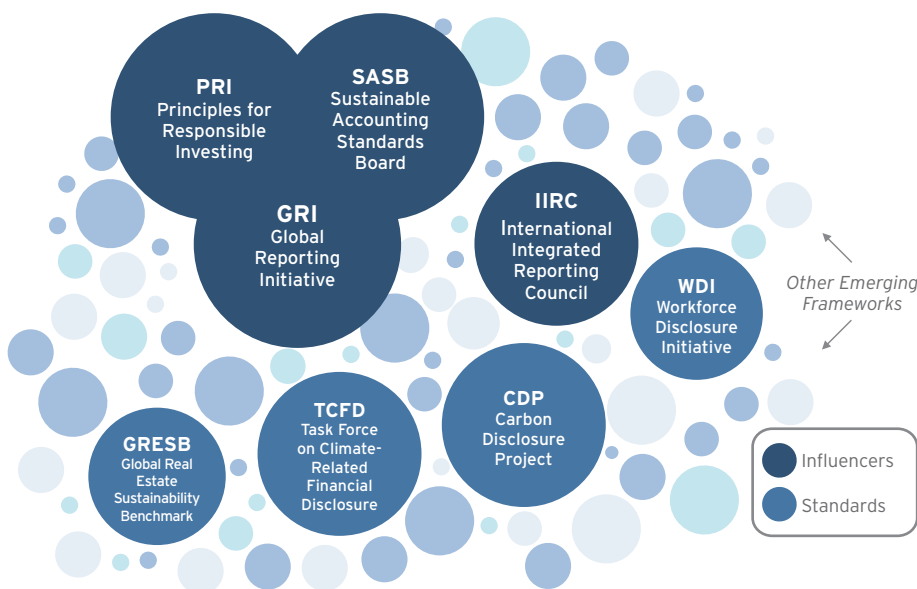 PRI
Principles for
Responsible
Investing
SASB
Sustainable
Accounting
Standards
Board
GRI
Global
Reporting
Initiative
IIRC
International
Integrated
Reporting
Council
WDI
Workforce
Disclosure
Initiative
Other Emerging
Frameworks
GRESB
Global Real
Estate
Sustainability
Benchmark
TCFD
Task Force
on Climate-
Related
Financial
Disclosure
CDP
Carbon
Disclosure
Project
Influencers
Standards